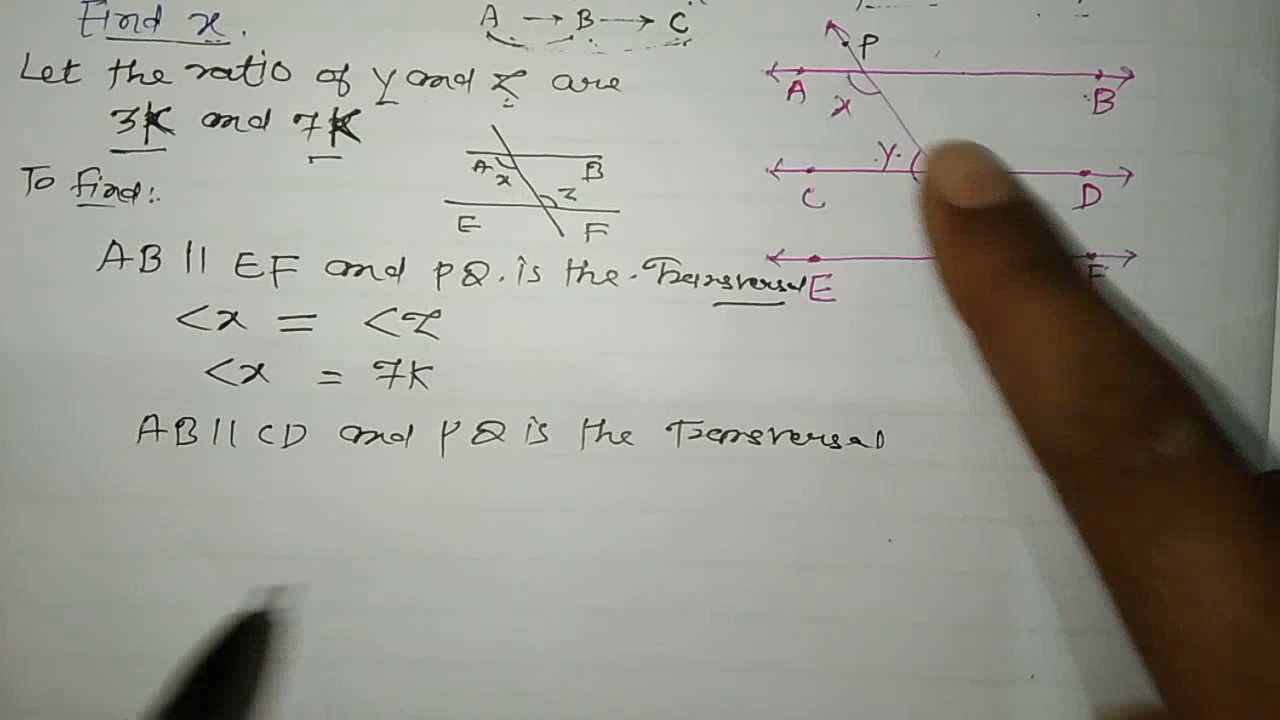 Find x.
A → B → C
Let the ratio of y and z are
3K and 7K
To find:.
A B
x
z
E F
P
A B
x
y
C D
E F
AB || EF and PQ. is the. Transversal
<x = <z
<x = 7K
AB || CD and PQ is the Transversal